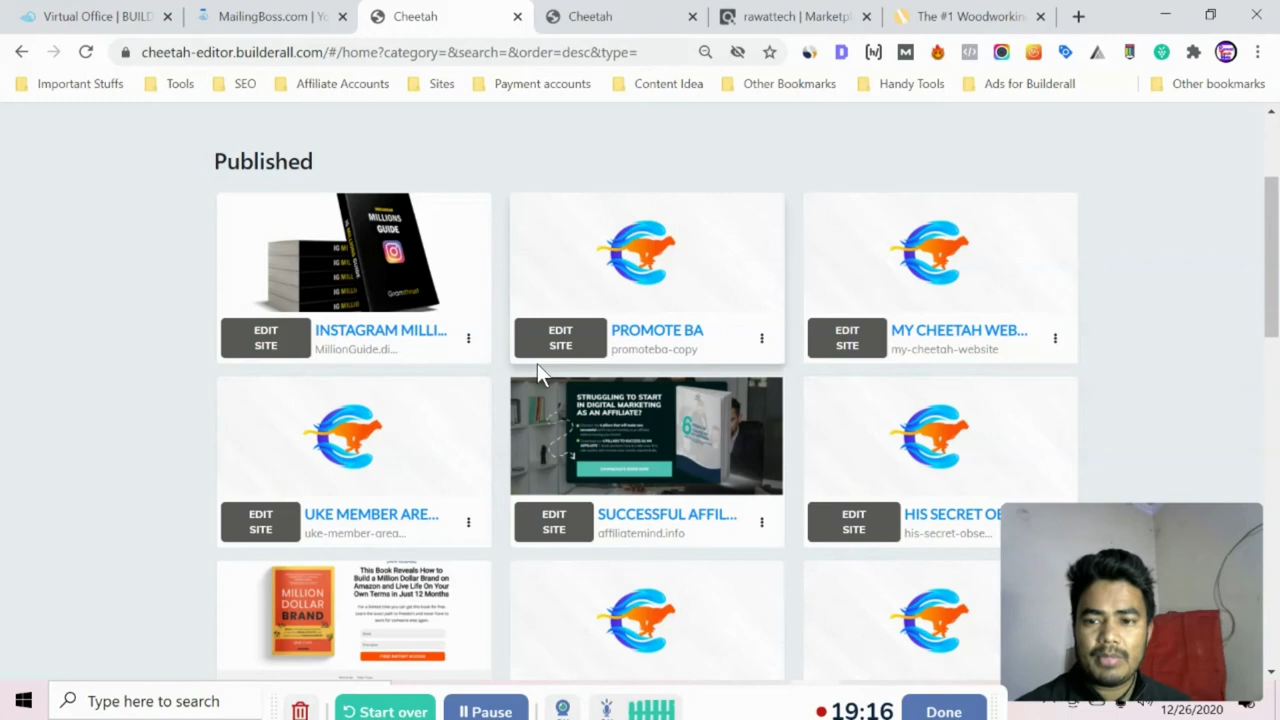 Virtual Office | BUILD
MailingBoss.com | Yo
Cheetah
Cheetah
rawattech | Marketpl
The #1 Woodworkin
cheetah-editor.builderall.com/#/home?category=&search=&order=desc&type=
Important Stuffs
Tools
SEO
Affiliate Accounts
Sites
Payment accounts
Content Idea
Other Bookmarks
Handy Tools
Ads for Builderall
Other bookmarks
Published
MILLIONS
GUIDE
EDIT
SITE
INSTAGRAM MILLI...
MillionGuide.di...
EDIT
SITE
PROMOTE BA
promoteba-copy
EDIT
SITE
MY CHEETAH WEB...
my-cheetah-website
STRUGGLING TO START
IN DIGITAL MARKETING
AS AN AFFILIATE?
EDIT
SITE
UKE MEMBER ARE...
uke-member-area...
EDIT
SITE
SUCCESSFUL AFFIL...
affiliatemind.info
EDIT
SITE
HIS SECRET OB
his-secret-obse...
MILLION
DOLLAR
BRAND
This Book Reveals How to
Build a Million Dollar Brand on
Amazon and Live Life On Your
Own Terms in Just 12 Months
Type here to search
Start over
Pause
19:16
Done
12/26/2020